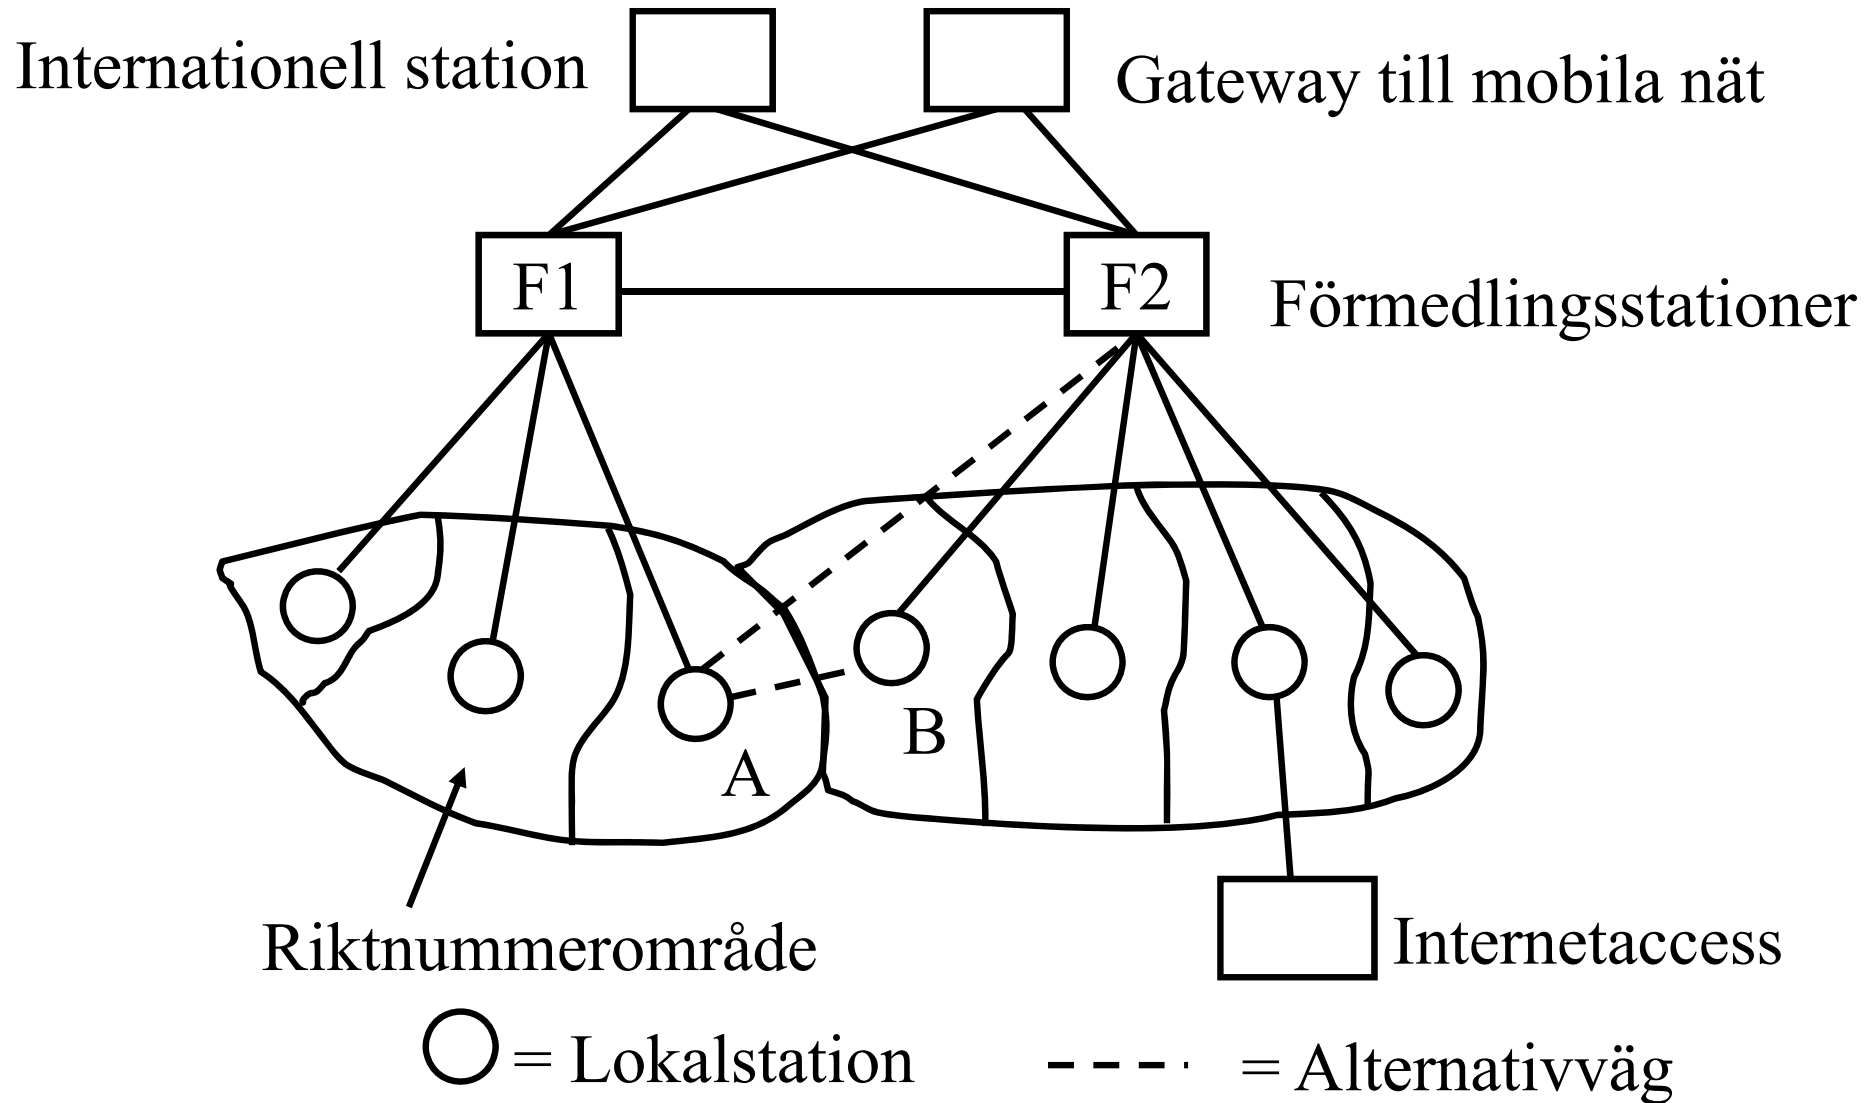 Internationell station
Gateway till mobila nät
F1
F2
Förmedlingsstationer
B
A
Riktnummerområde
Internetaccess
= Lokalstation
= Alternativväg